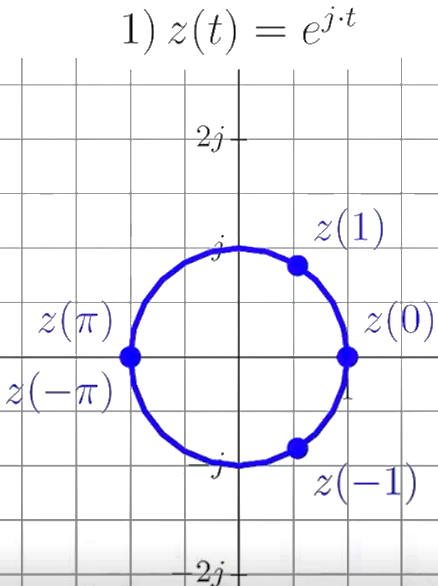 1) z(t) = e^{j·t}
2j
z(1)
j
z(π)
z(0)
z(−π)
1
−j
z(−1)
−2j